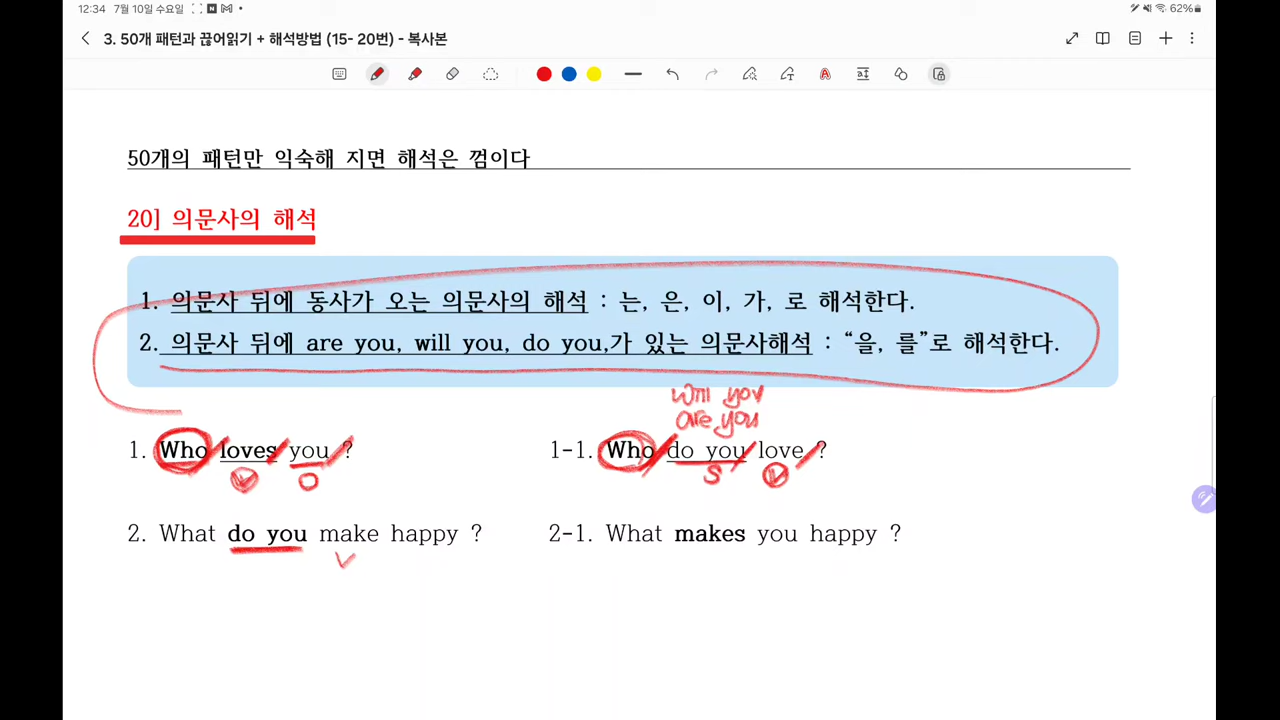 12:34 7월 10일 수요일 62%
3. 50개 패턴과 끊어읽기 + 해석방법 (15- 20번) - 복사본
50개의 패턴만 익숙해 지면 해석은 껌이다
20] 의문사의 해석
1. 의문사 뒤에 동사가 오는 의문사의 해석 : 는, 은, 이, 가, 로 해석한다.
2. 의문사 뒤에 are you, will you, do you,가 있는 의문사해석 : “을, 를”로 해석한다.
will you
are you
1. Who loves you ? 1-1. Who do you love ?
V O S V
2. What do you make happy ? 2-1. What makes you happy ?
V